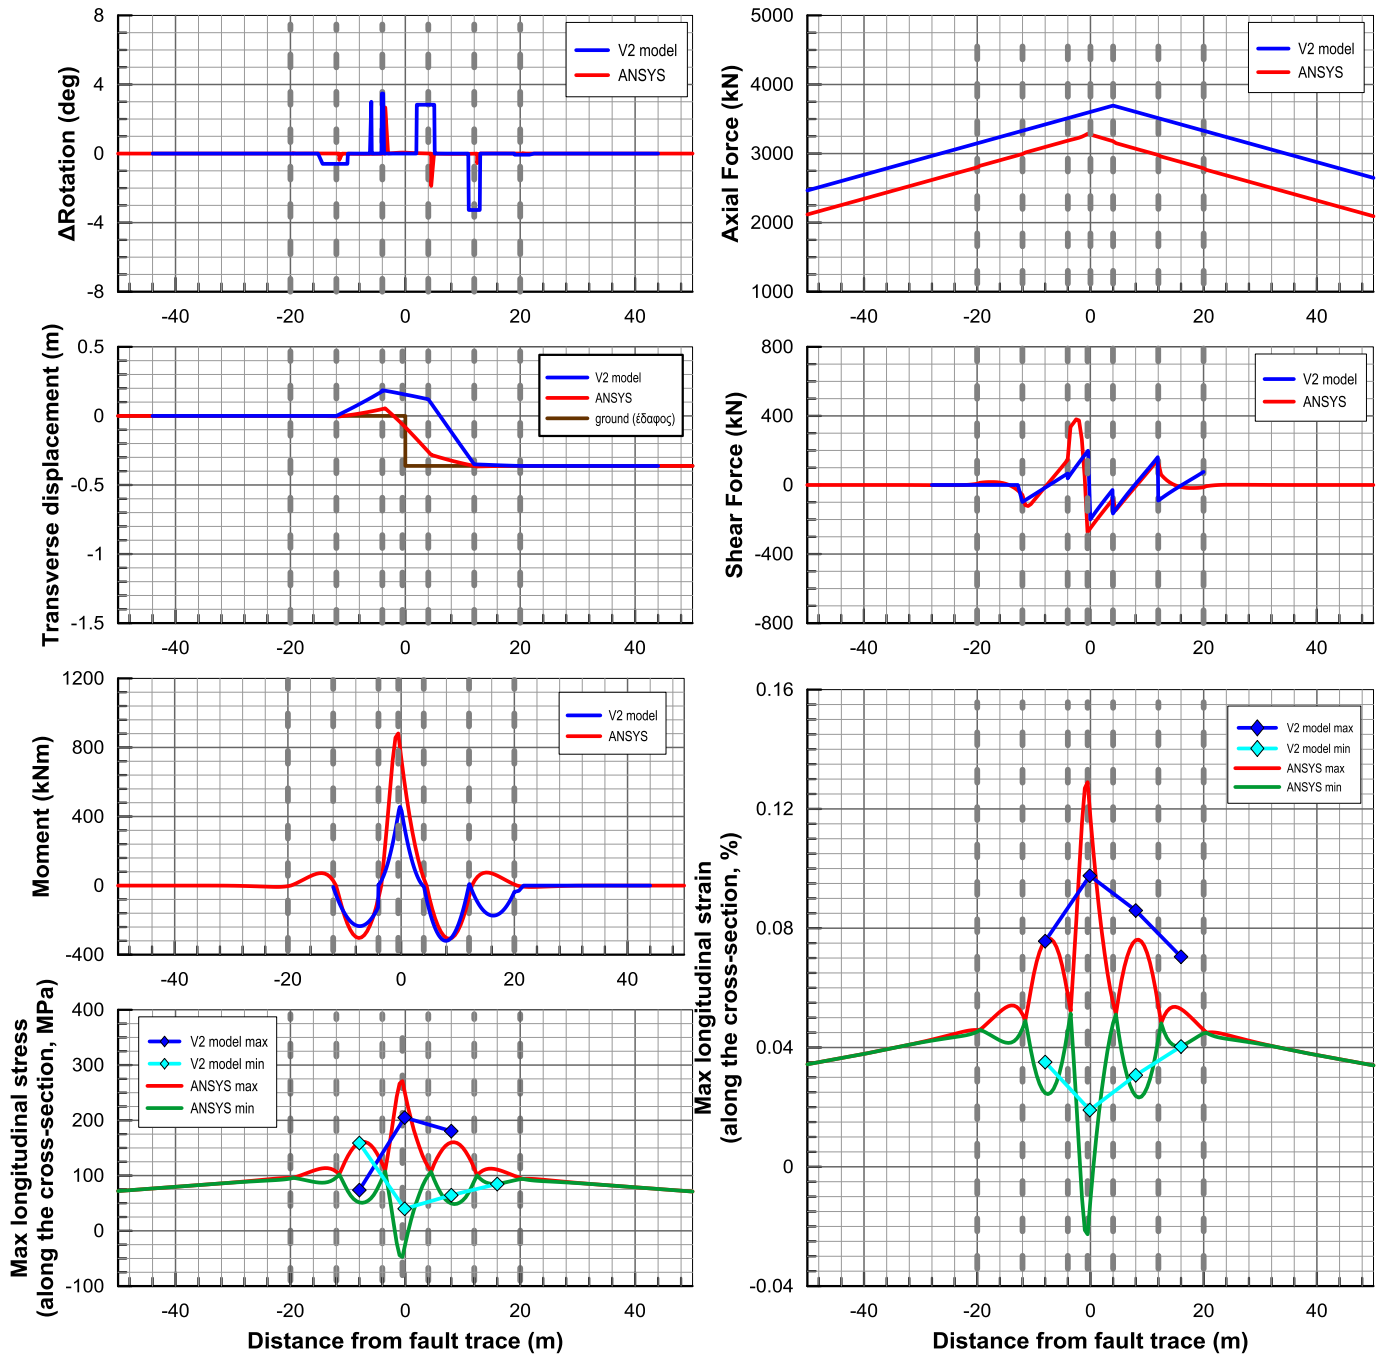 ΔRotation (deg)
8
4
0
-4
-8
-40
-20
0
20
40
V2 model
ANSYS
Axial Force (kN)
5000
4000
3000
2000
1000
-40
-20
0
20
40
V2 model
ANSYS
Transverse displacement (m)
0.5
0
-0.5
-1
-1.5
-40
-20
0
20
40
V2 model
ANSYS
ground (έδαφος)
Shear Force (kN)
800
400
0
-400
-800
-40
-20
0
20
40
V2 model
ANSYS
Moment (kNm)
1200
800
400
0
-400
-40
-20
0
20
40
V2 model
ANSYS
Max longitudinal stress
(along the cross-section, MPa)
400
300
200
100
0
-100
-40
-20
0
20
40
V2 model max
V2 model min
ANSYS max
ANSYS min
Distance from fault trace (m)
Max longitudinal strain
(along the cross-section, %)
0.16
0.12
0.08
0.04
0
-0.04
-40
-20
0
20
40
V2 model max
V2 model min
ANSYS max
ANSYS min
Distance from fault trace (m)